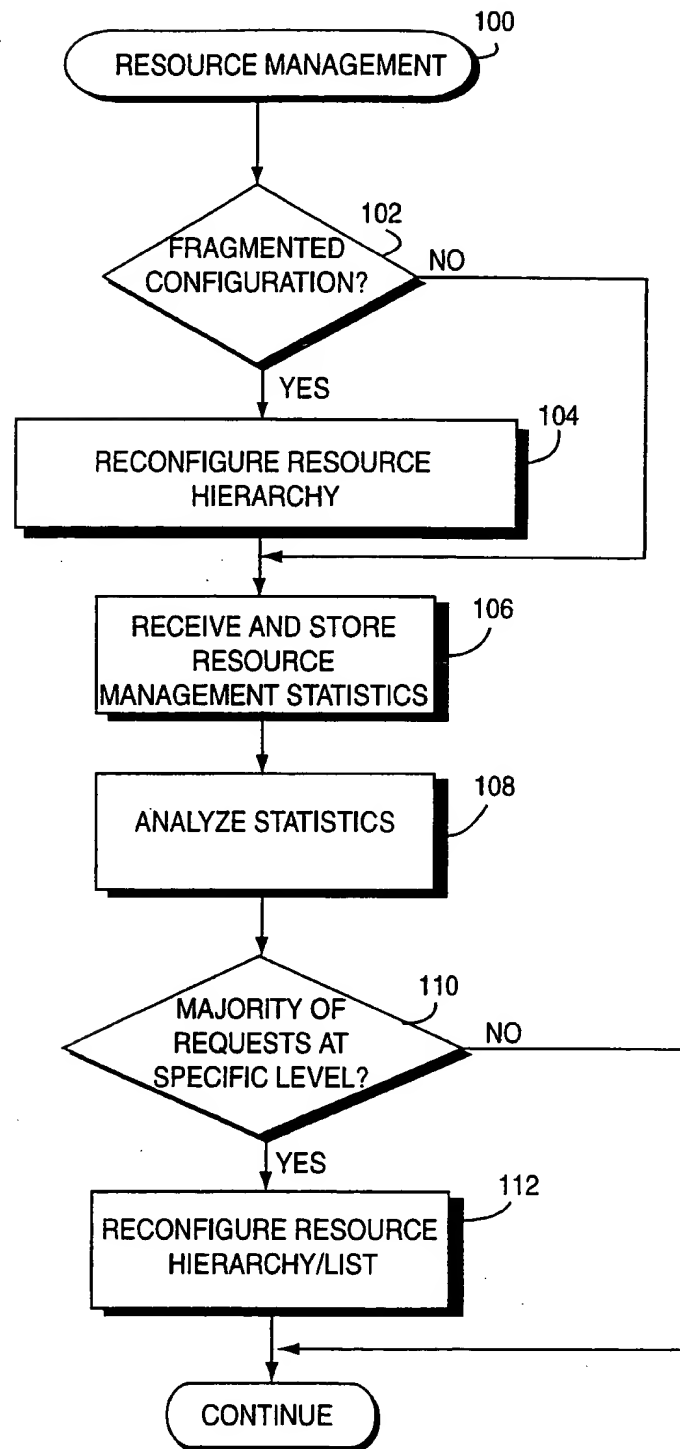 100
RESOURCE MANAGEMENT
102
FRAGMENTED
CONFIGURATION?
NO
YES
104
RECONFIGURE RESOURCE
HIERARCHY
106
RECEIVE AND STORE
RESOURCE
MANAGEMENT STATISTICS
108
ANALYZE STATISTICS
110
MAJORITY OF
REQUESTS AT
SPECIFIC LEVEL?
NO
YES
112
RECONFIGURE RESOURCE
HIERARCHY/LIST
CONTINUE